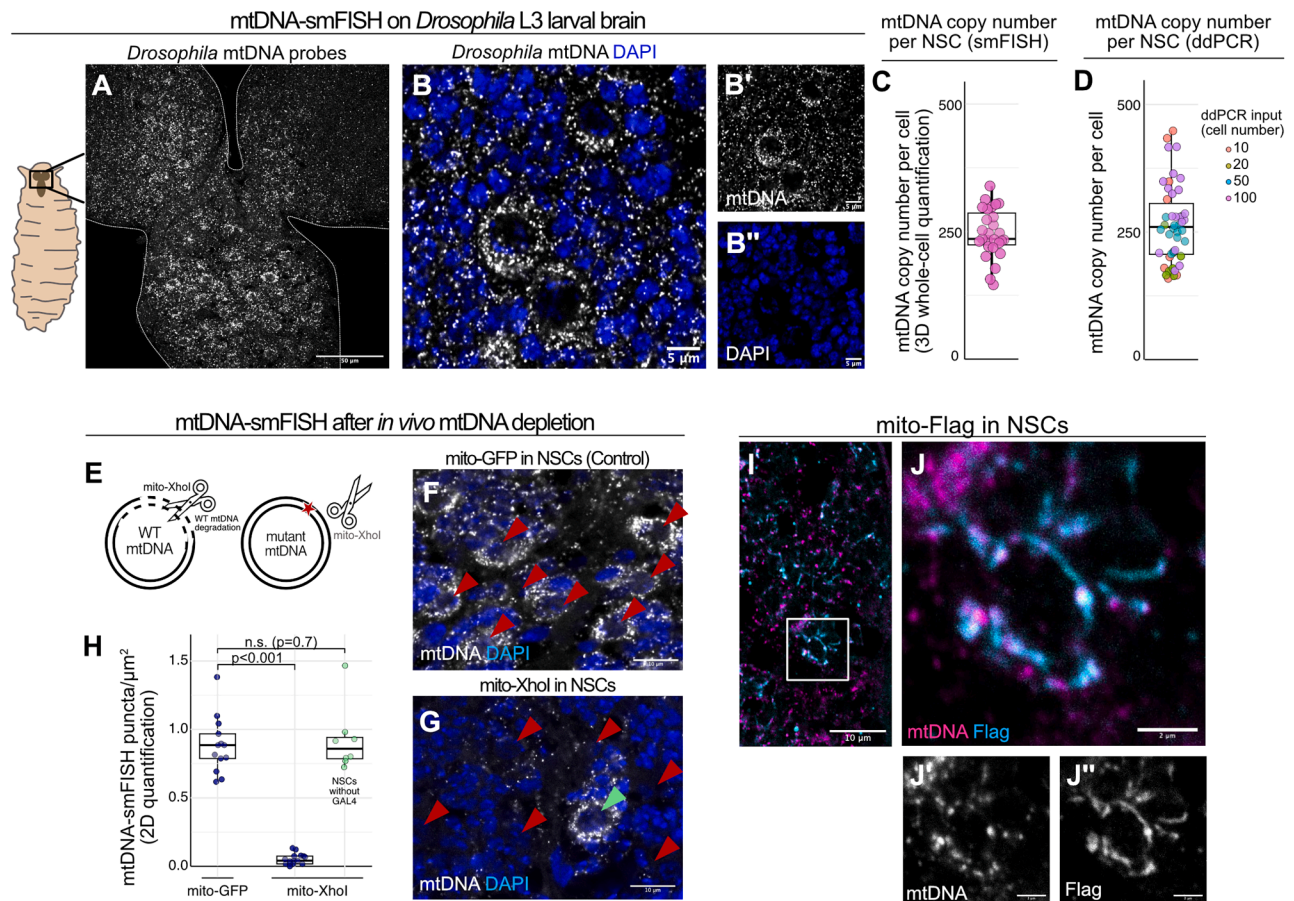 mtDNA-smFISH on Drosophila L3 larval brain
Drosophila mtDNA probes
Drosophila mtDNA DAPI
A
50 µm
B
5 µm
B'
mtDNA
5 µm
B"
DAPI
5 µm
mtDNA copy number
per NSC (smFISH)
C
mtDNA copy number per cell
(3D whole-cell quantification)
500
250
0
mtDNA copy number
per NSC (ddPCR)
D
mtDNA copy number per cell
500
250
0
ddPCR input
(cell number)
10
20
50
100
mtDNA-smFISH after in vivo mtDNA depletion
E
mito-XhoI
WT mtDNA
degradation
WT
mtDNA
mutant
mtDNA
mito-XhoI
mito-GFP in NSCs (Control)
F
mtDNA DAPI
10 µm
mito-XhoI in NSCs
G
mtDNA DAPI
10 µm
H
mtDNA-smFISH puncta/µm²
(2D quantification)
n.s. (p=0.7)
p<0.001
1.5
1.0
0.5
0.0
NSCs
without
GAL4
mito-GFP
mito-XhoI
mito-Flag in NSCs
I
10 µm
J
mtDNA Flag
2 µm
J'
mtDNA
J"
Flag